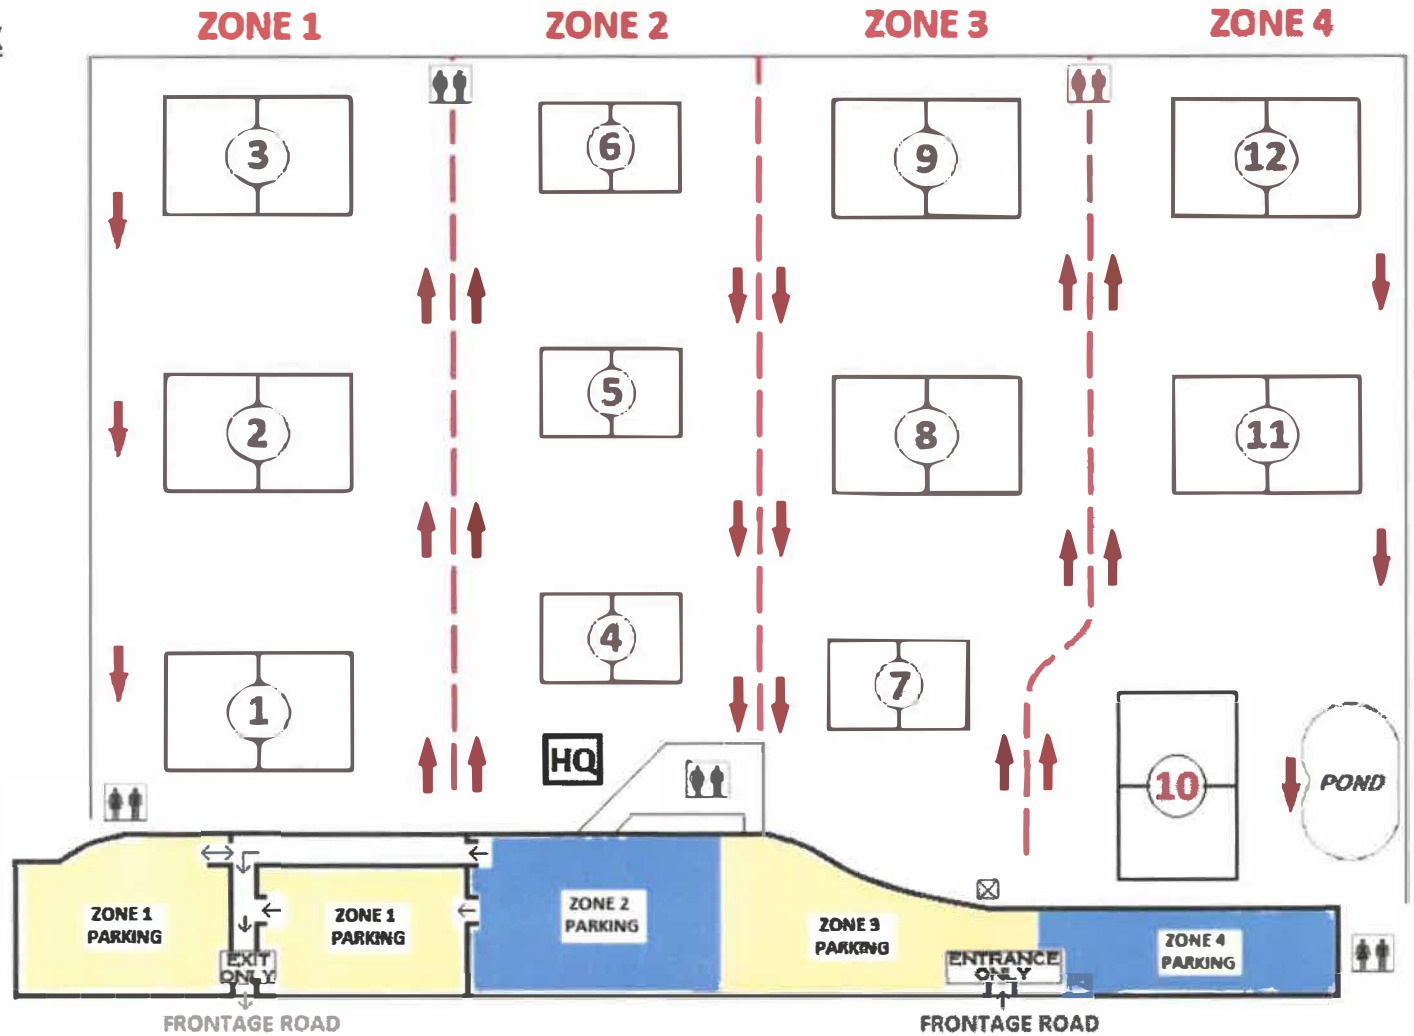 ZONE 1
ZONE 2
ZONE 3
ZONE 4
3
6
9
12
2
5
8
11
1
4
7
10
HQ
POND
ZONE 1
PARKING
ZONE 1
PARKING
ZONE 2
PARKING
ZONE 3
PARKING
ZONE 4
PARKING
EXIT
ONLY
ENTRANCE
ONLY
FRONTAGE ROAD
FRONTAGE ROAD